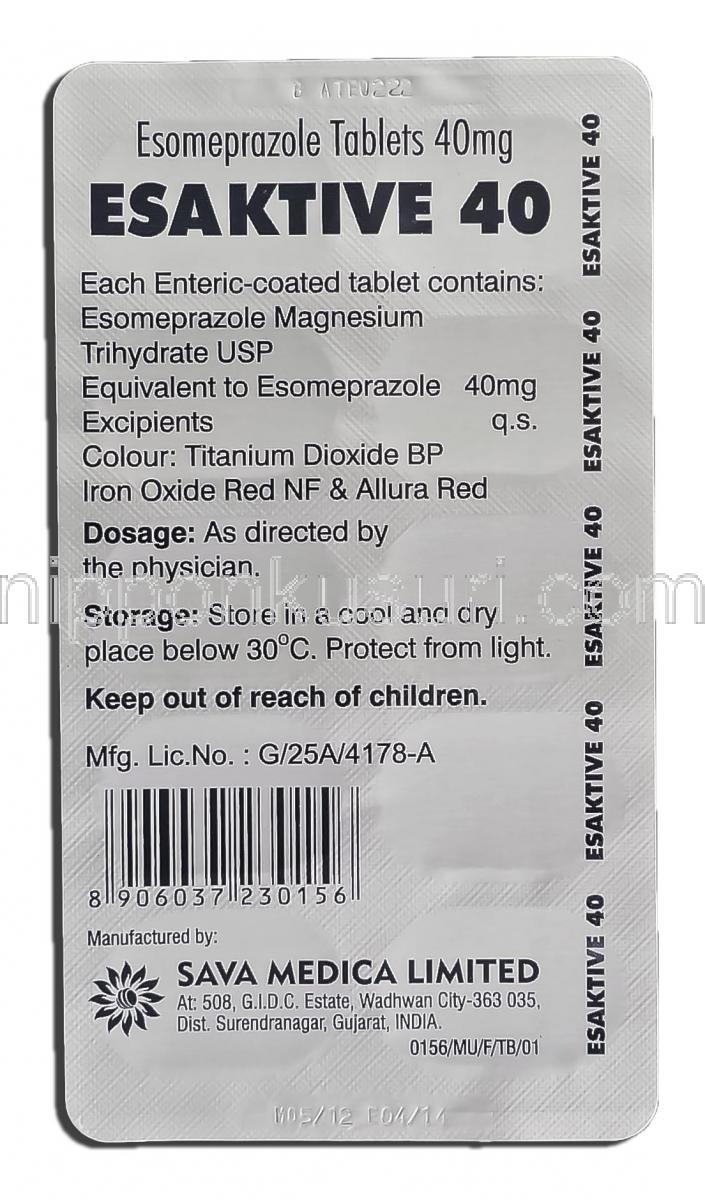 Esomeprazole Tablets 40mg
ESAKTIVE 40
Each Enteric-coated tablet contains:
Esomeprazole Magnesium
Trihydrate USP
Equivalent to Esomeprazole 40mg
Excipients q.s.
Colour: Titanium Dioxide BP
Iron Oxide Red NF & Allura Red
Dosage: As directed by
the physician.
nipponkusuri.com
Storage: Store in a cool and dry
place below 30°C. Protect from light.
Keep out of reach of children.
Mfg. Lic.No. : G/25A/4178-A
8 906037 230156
Manufactured by:
SAVA MEDICA LIMITED
At: 508, G.I.D.C. Estate, Wadhwan City-363 035,
Dist. Surendranagar, Gujarat, INDIA.
0156/MU/F/TB/01
M05/12 E04/14
ESAKTIVE 40
ESAKTIVE 40
ESAKTIVE 40
ESAKTIVE 40
ESAKTIVE 40